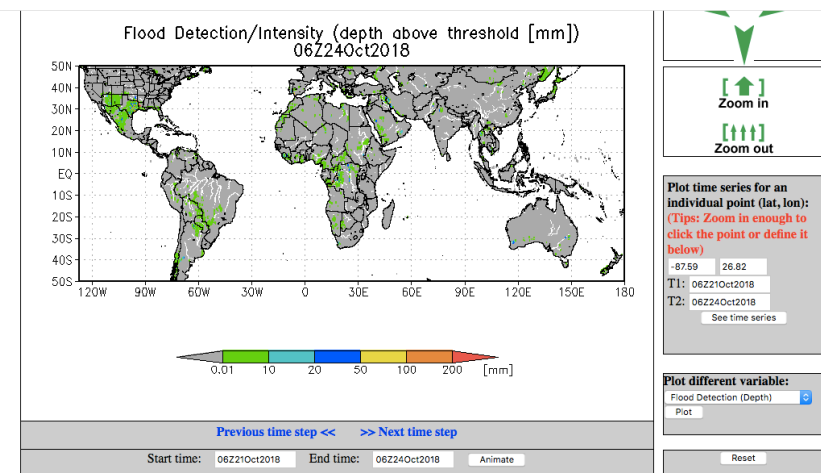 Flood Detection/Intensity (depth above threshold [mm])
06Z24Oct2018
50N
40N
30N
20N
10N
EQ
10S
20S
30S
40S
50S
120W 90W 60W 30W 0 30E 60E 90E 120E 150E 180
0.01 10 20 50 100 200 [mm]
Previous time step << >> Next time step
Start time: 06Z21Oct2018 End time: 06Z24Oct2018 Animate
Zoom in
Zoom out
Plot time series for an
individual point (lat, lon):
(Tips: Zoom in enough to
click the point or define it
below)
-87.59 26.82
T1: 06Z21Oct2018
T2: 06Z24Oct2018
See time series
Plot different variable:
Flood Detection (Depth)
Plot
Reset